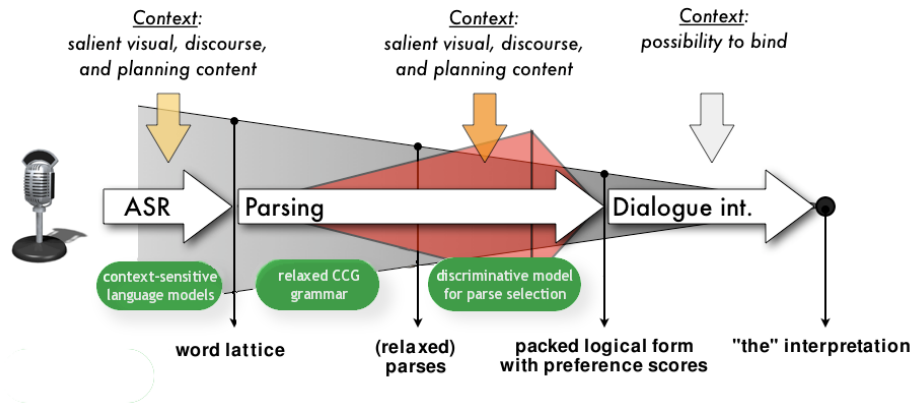 Context:
salient visual, discourse,
and planning content
Context:
salient visual, discourse,
and planning content
Context:
possibility to bind
ASR
Parsing
Dialogue int.
context-sensitive
language models
relaxed CCG
grammar
discriminative model
for parse selection
word lattice
(relaxed)
parses
packed logical form
with preference scores
"the" interpretation